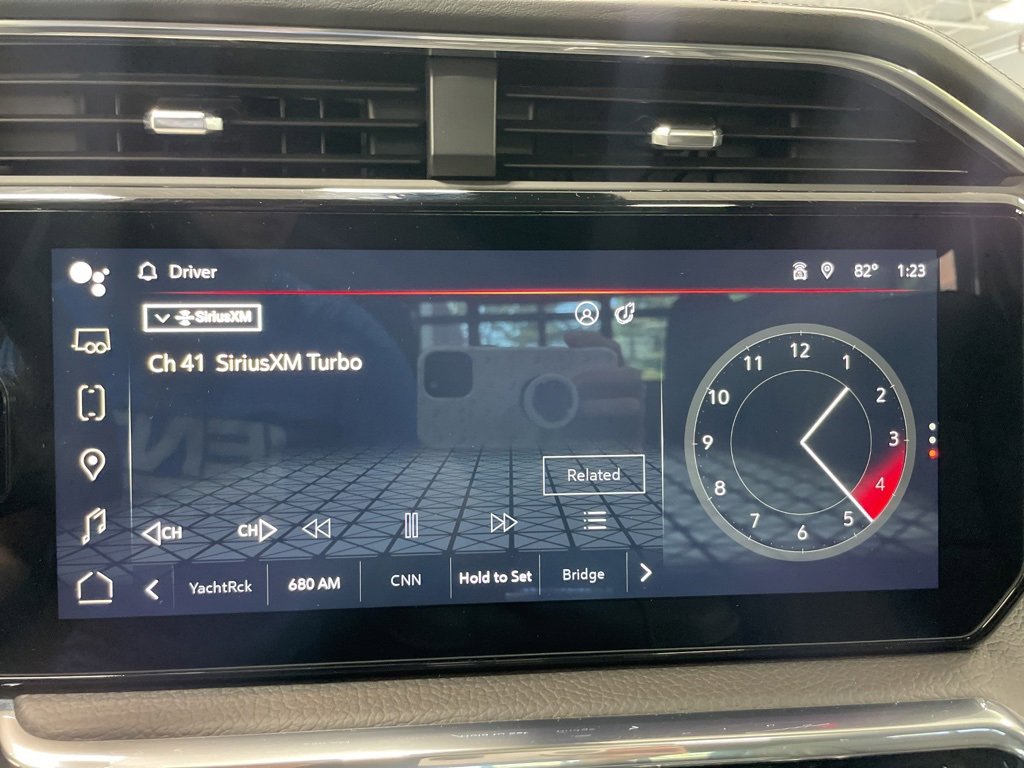 Driver 82° 1:23
SiriusXM
Ch 41 SiriusXM Turbo
Related
CH CH
YachtRck 680 AM CNN Hold to Set Bridge
12
11 1
10 2
9 3
8 4
7 5
6